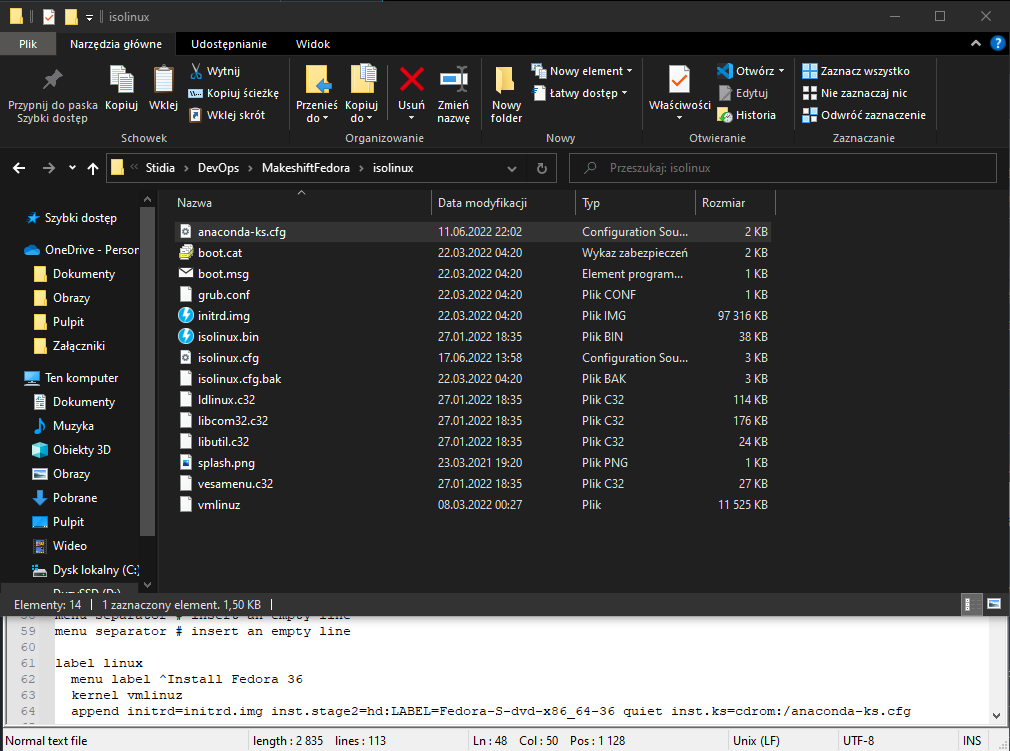 isolinux
Plik Narzędzia główne Udostępnianie Widok
Przypnij do paska Szybki dostęp
Kopiuj
Wklej
Wytnij
Kopiuj ścieżkę
Wklej skrót
Schowek
Przenieś do
Kopiuj do
Usuń
Zmień nazwę
Organizowanie
Nowy folder
Nowy element
Łatwy dostęp
Nowy
Właściwości
Otwórz
Edytuj
Historia
Otwieranie
Zaznacz wszystko
Nie zaznaczaj nic
Odwróć zaznaczenie
Zaznaczanie
« Stidia › DevOps › MakeshiftFedora › isolinux
Przeszukaj: isolinux
Szybki dostęp
OneDrive - Person
Dokumenty
Obrazy
Pulpit
Załączniki
Ten komputer
Dokumenty
Muzyka
Obiekty 3D
Obrazy
Pobrane
Pulpit
Wideo
Dysk lokalny (C:)
Nazwa Data modyfikacji Typ Rozmiar
anaconda-ks.cfg 11.06.2022 22:02 Configuration Sou... 2 KB
boot.cat 22.03.2022 04:20 Wykaz zabezpieczeń 2 KB
boot.msg 22.03.2022 04:20 Element program... 1 KB
grub.conf 22.03.2022 04:20 Plik CONF 1 KB
initrd.img 22.03.2022 04:20 Plik IMG 97 316 KB
isolinux.bin 27.01.2022 18:35 Plik BIN 38 KB
isolinux.cfg 17.06.2022 13:58 Configuration Sou... 3 KB
isolinux.cfg.bak 22.03.2022 04:20 Plik BAK 3 KB
ldlinux.c32 27.01.2022 18:35 Plik C32 114 KB
libcom32.c32 27.01.2022 18:35 Plik C32 176 KB
libutil.c32 27.01.2022 18:35 Plik C32 24 KB
splash.png 23.03.2021 19:20 Plik PNG 1 KB
vesamenu.c32 27.01.2022 18:35 Plik C32 27 KB
vmlinuz 08.03.2022 00:27 Plik 11 525 KB
Elementy: 14 1 zaznaczony element. 1,50 KB
59 menu separator # insert an empty line
60
61 label linux
62 menu label ^Install Fedora 36
63 kernel vmlinuz
64 append initrd=initrd.img inst.stage2=hd:LABEL=Fedora-S-dvd-x86_64-36 quiet inst.ks=cdrom:/anaconda-ks.cfg
Normal text file length : 2 835 lines : 113 Ln : 48 Col : 50 Pos : 1 128 Unix (LF) UTF-8 INS